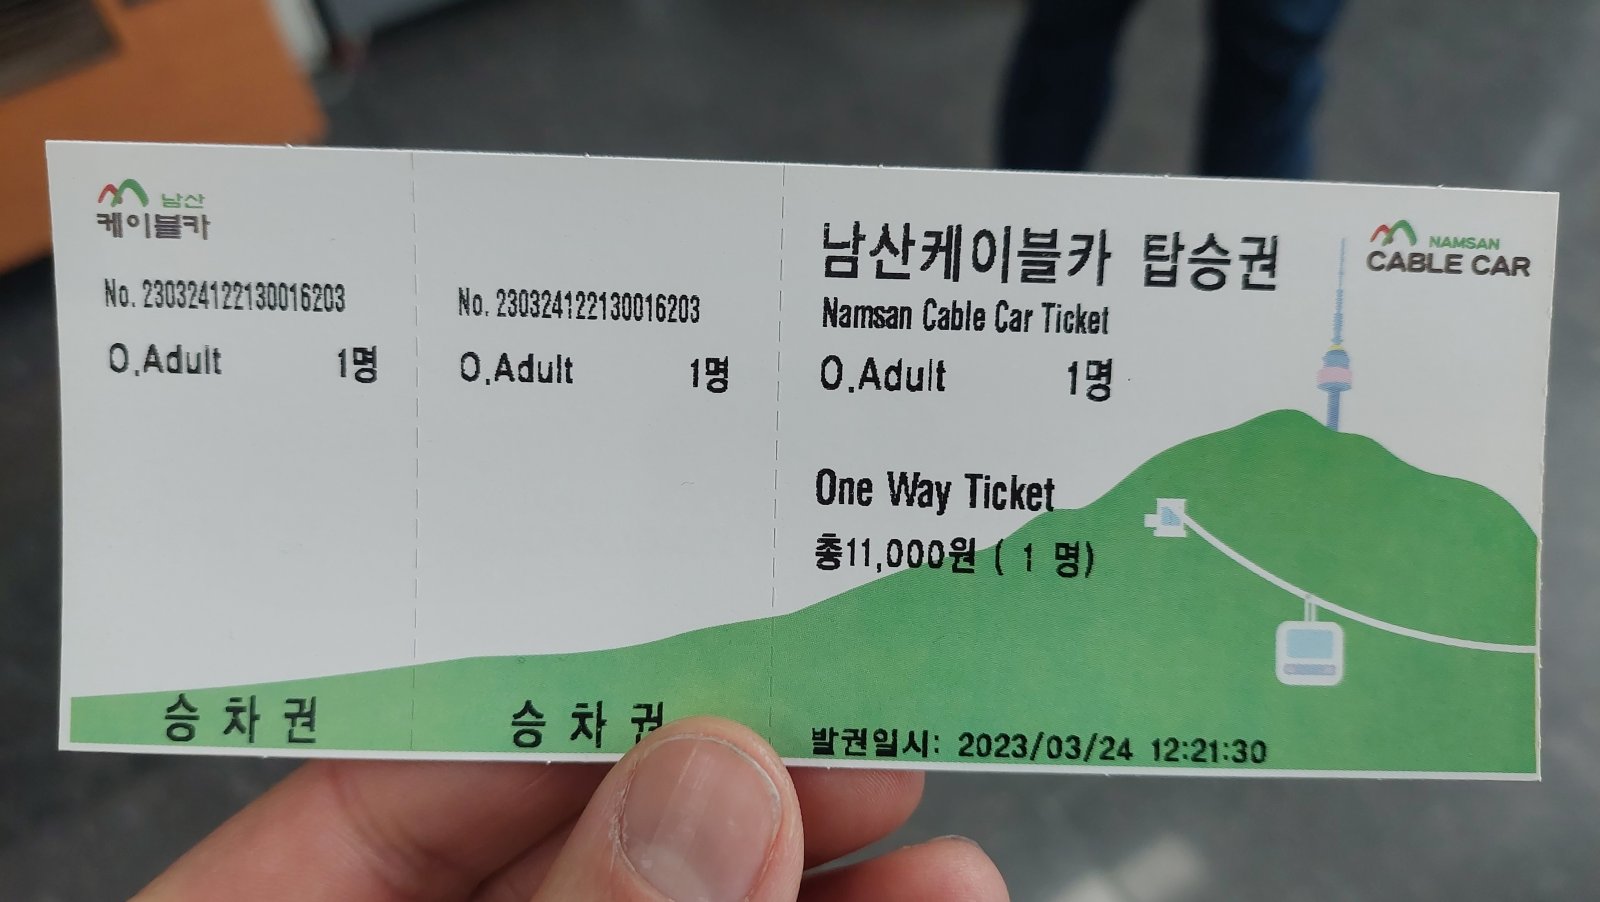 남산
케이블카
No. 230324122130016203
O.Adult 1명
승차권
No. 230324122130016203
O.Adult 1명
승차권
남산케이블카 탑승권
Namsan Cable Car Ticket
O.Adult 1명
One Way Ticket
총11,000원 ( 1 명)
발권일시: 2023/03/24 12:21:30
NAMSAN
CABLE CAR